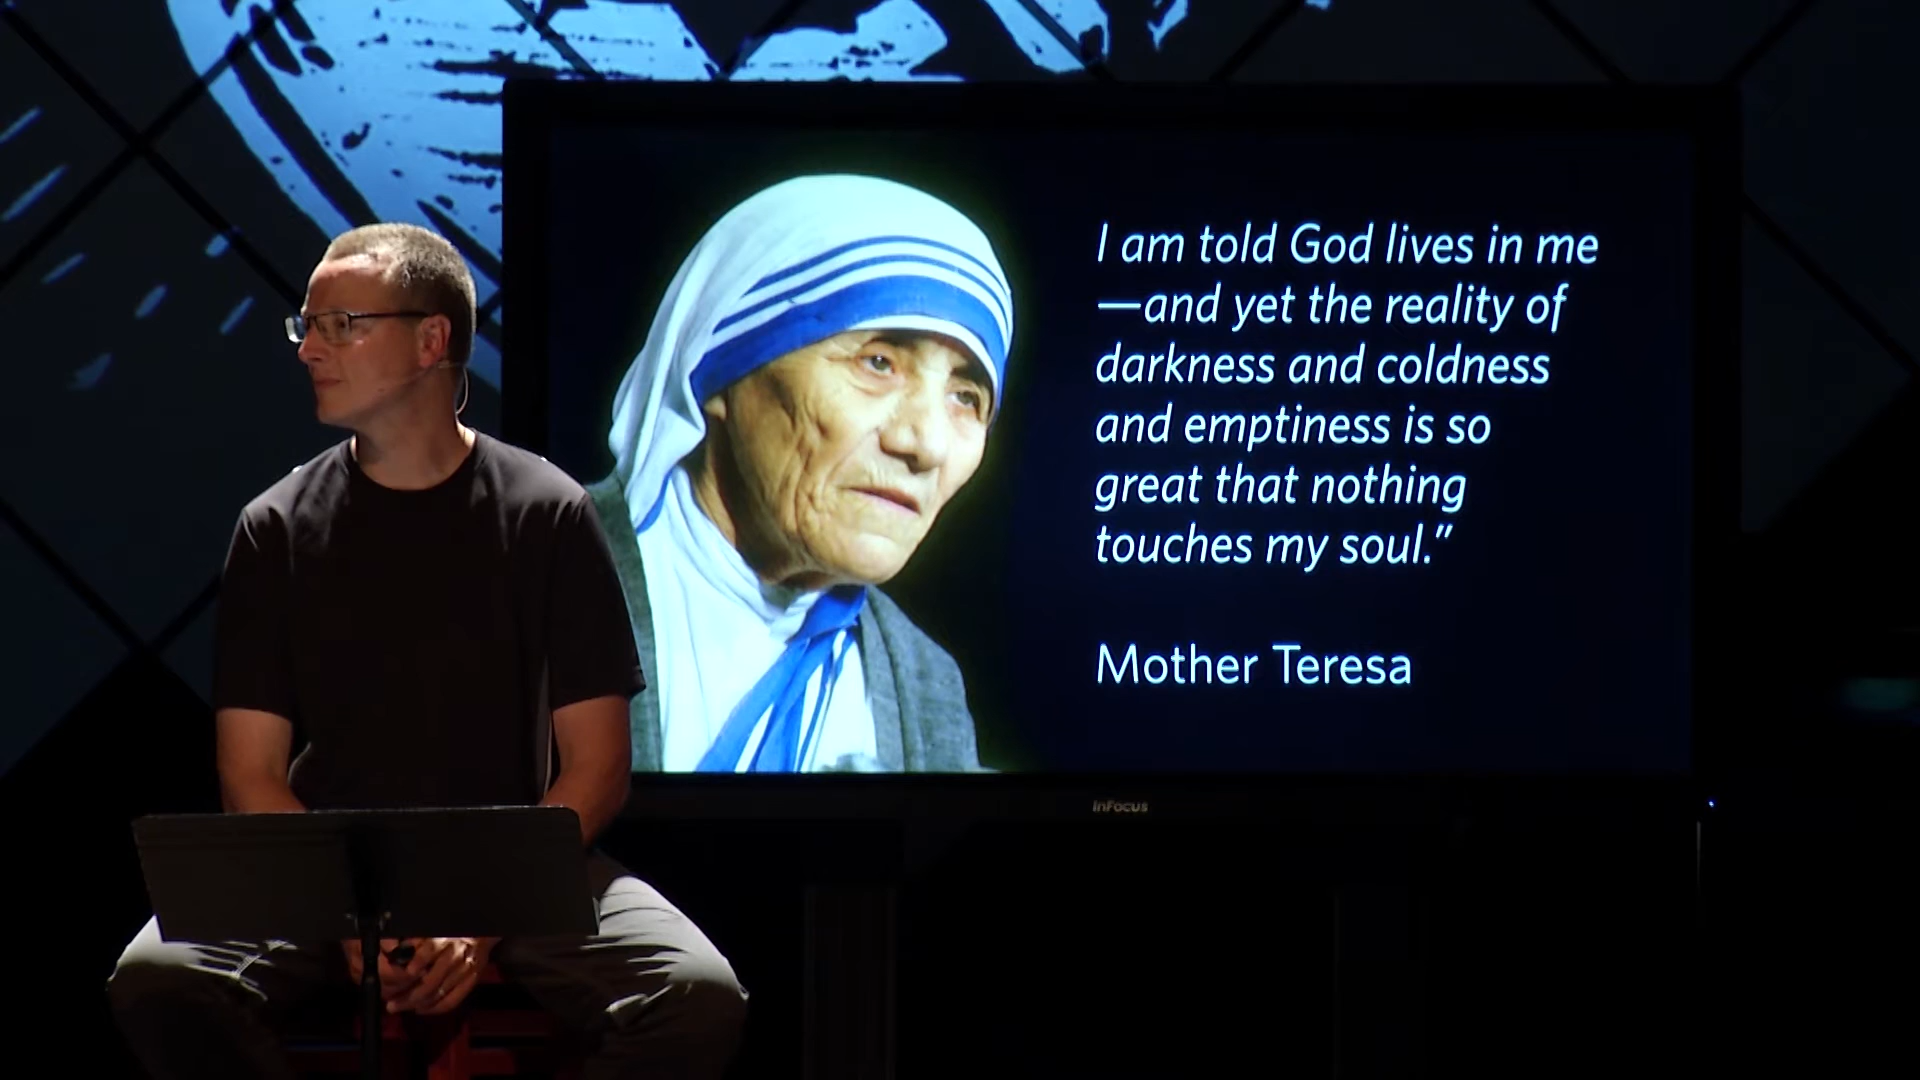 I am told God lives in me
—and yet the reality of
darkness and coldness
and emptiness is so
great that nothing
touches my soul.”
Mother Teresa
InFocus